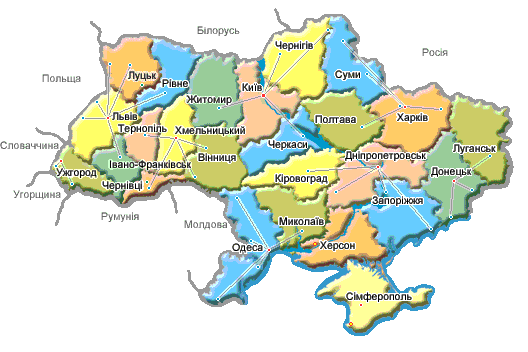 Білорусь
Чернігів
Росія
Польща
Луцьк
Рівне
Суми
Київ
Житомир
Львів
Харків
Полтава
Тернопіль
Хмельницький
Словаччина
Черкаси
Луганськ
Вінниця
Дніпропетровськ
Івано-Франківськ
Ужгород
Донецьк
Кіровоград
Чернівці
Угорщина
Запоріжжя
Румунія
Молдова
Миколаїв
Одеса
Херсон
Сімферополь